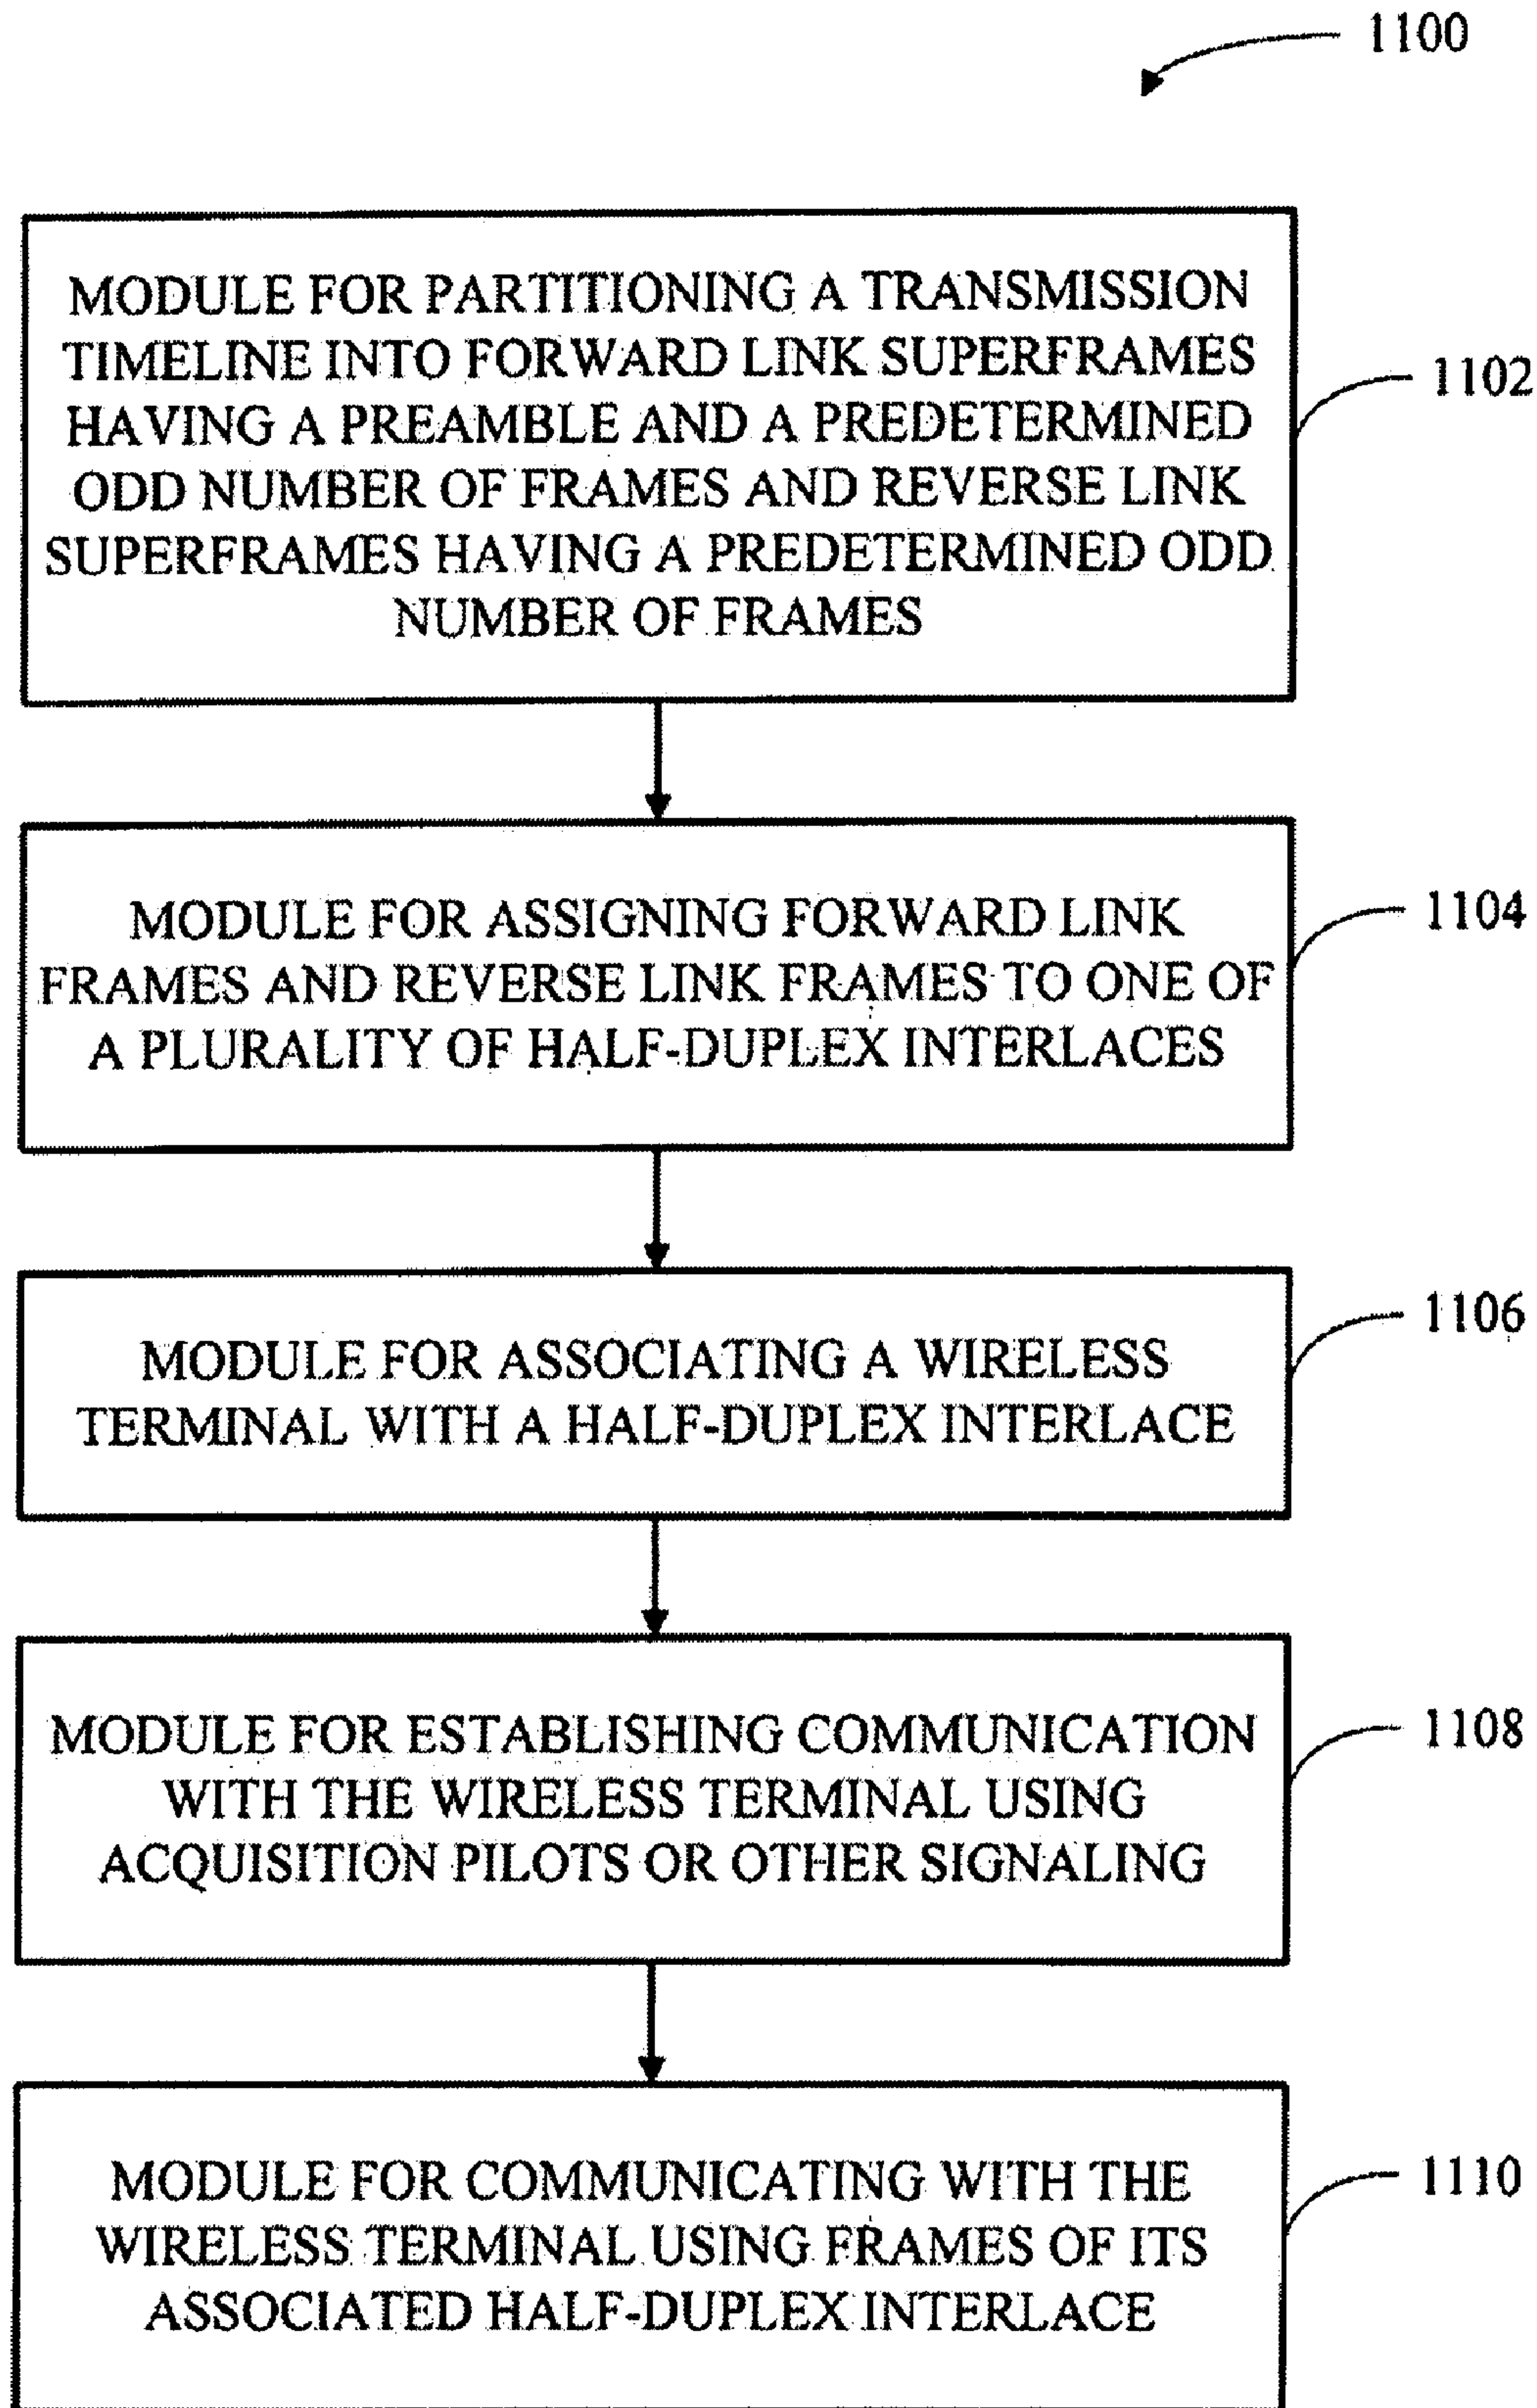 1100
MODULE FOR PARTITIONING A TRANSMISSION
TIMELINE INTO FORWARD LINK SUPERFRAMES
HAVING A PREAMBLE AND A PREDETERMINED
ODD NUMBER OF FRAMES AND REVERSE LINK
SUPERFRAMES HAVING A PREDETERMINED ODD
NUMBER OF FRAMES
1102
MODULE FOR ASSIGNING FORWARD LINK
FRAMES AND REVERSE LINK FRAMES TO ONE OF
A PLURALITY OF HALF-DUPLEX INTERLACES
1104
MODULE FOR ASSOCIATING A WIRELESS
TERMINAL WITH A HALF-DUPLEX INTERLACE
1106
MODULE FOR ESTABLISHING COMMUNICATION
WITH THE WIRELESS TERMINAL USING
ACQUISITION PILOTS OR OTHER SIGNALING
1108
MODULE FOR COMMUNICATING WITH THE
WIRELESS TERMINAL USING FRAMES OF ITS
ASSOCIATED HALF-DUPLEX INTERLACE
1110